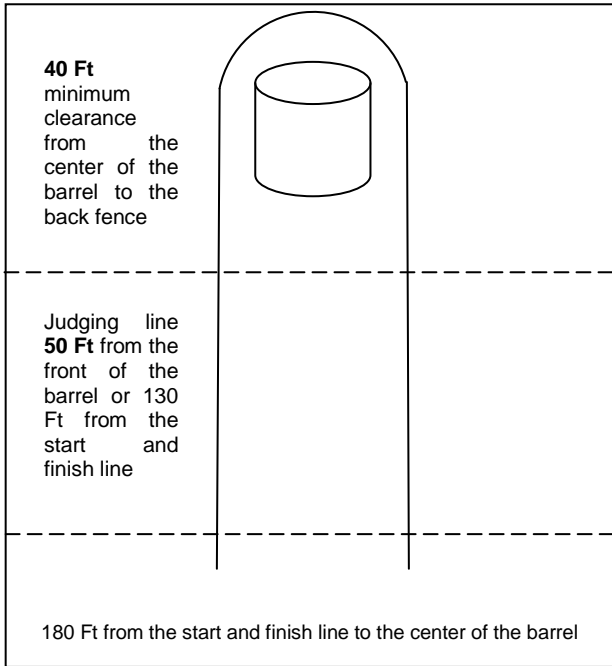 40 Ft
minimum
clearance
from the
center of the
barrel to the
back fence
Judging line
50 Ft from the
front of the
barrel or 130
Ft from the
start and
finish line
180 Ft from the start and finish line to the center of the barrel